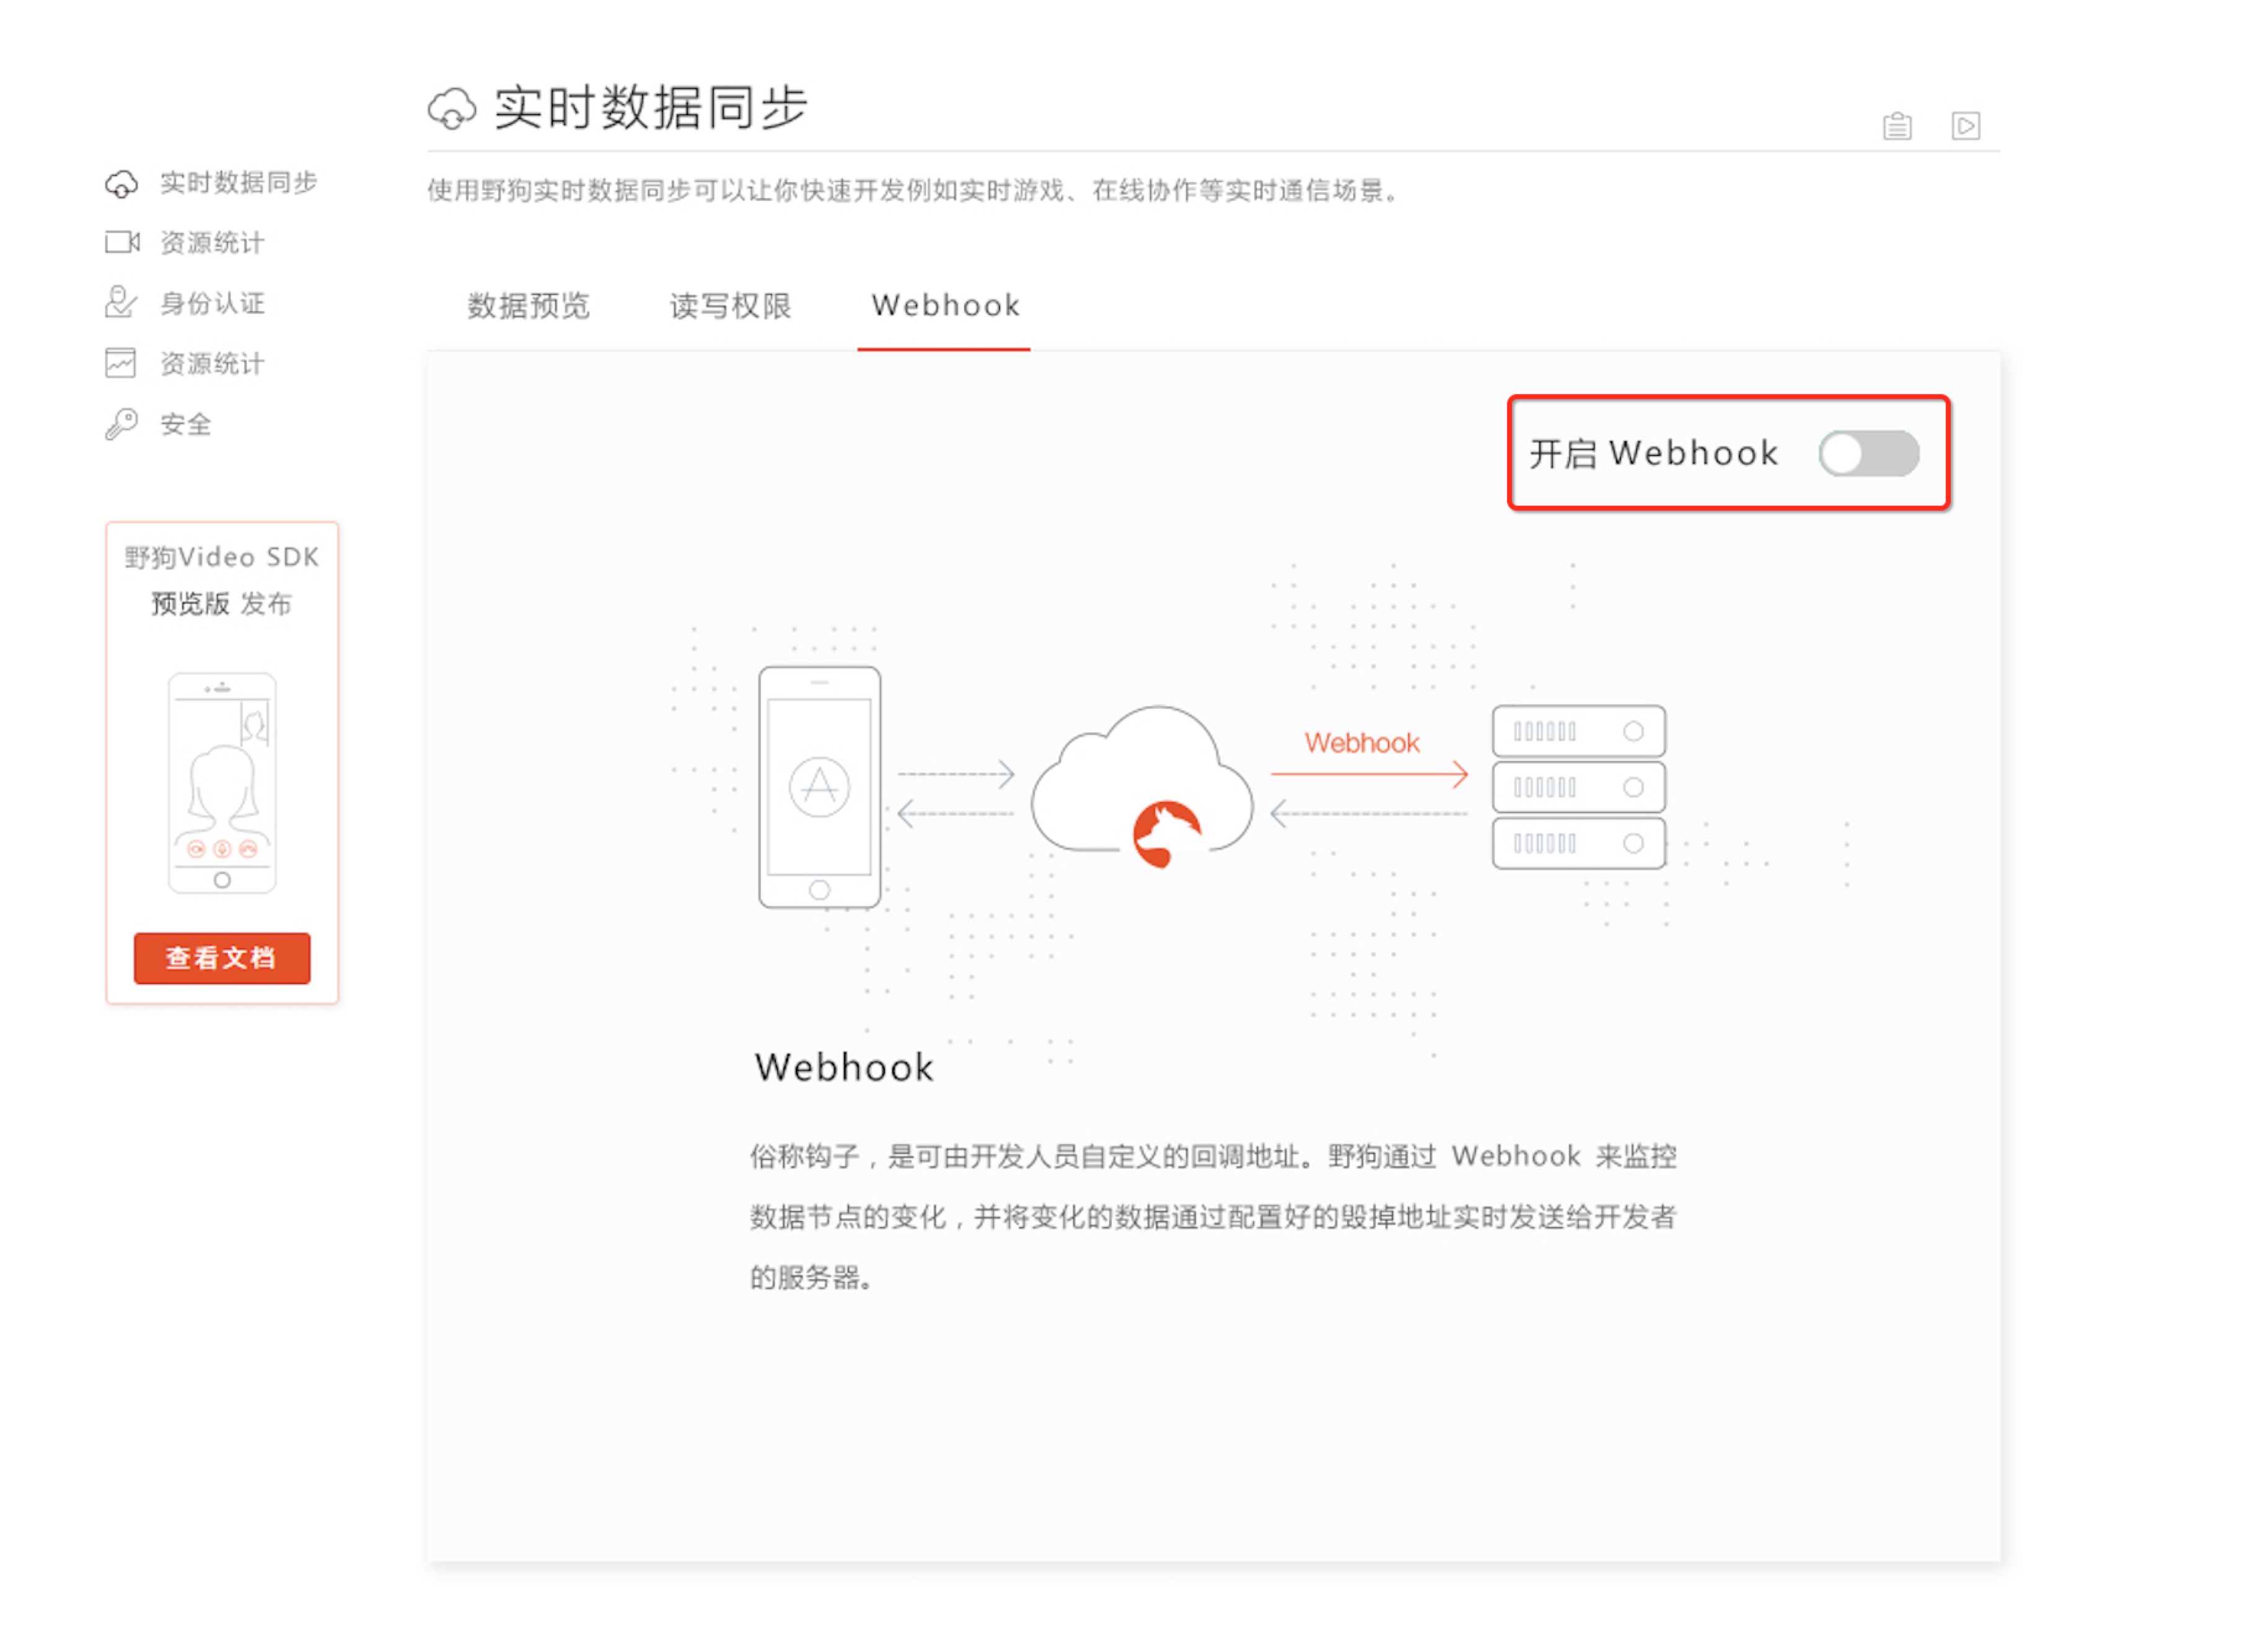 实时数据同步
实时数据同步
资源统计
身份认证
资源统计
安全
使用野狗实时数据同步可以让你快速开发例如实时游戏、在线协作等实时通信场景。
数据预览 读写权限 Webhook
开启 Webhook
野狗Video SDK
预览版 发布
查看文档
Webhook
Webhook
俗称钩子，是可由开发人员自定义的回调地址。野狗通过 Webhook 来监控
数据节点的变化，并将变化的数据通过配置好的毁掉地址实时发送给开发者
的服务器。